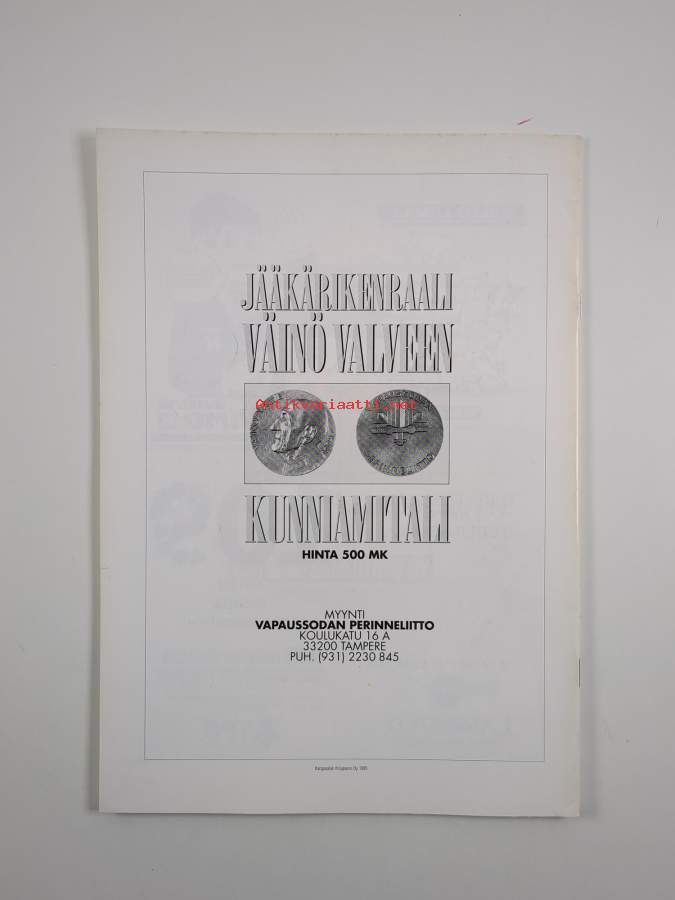 JÄÄKÄRIKENRAALI
VÄINÖ VALVEEN
Antikvariaatti.net
KUNNIAMITALI
HINTA 500 MK
MYYNTI
VAPAUSSODAN PERINNELIITTO
KOULUKATU 16 A
33200 TAMPERE
PUH. (931) 2230 845